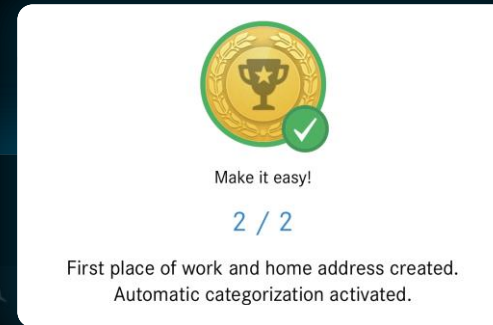 Make it easy!
2 / 2
First place of work and home address created.
Automatic categorization activated.